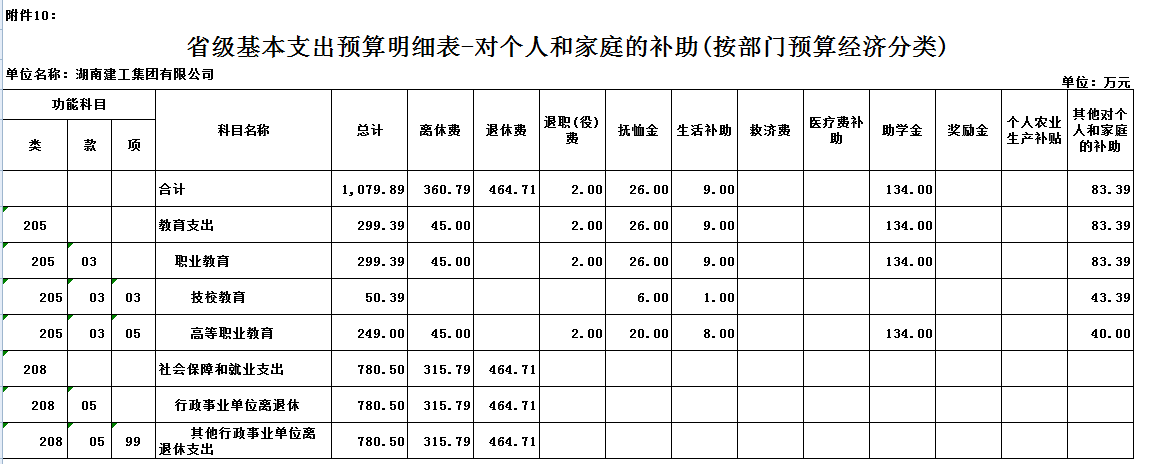 附件10:
省级基本支出预算明细表-对个人和家庭的补助(按部门预算经济分类)
单位名称: 湖南建工集团有限公司
单位: 万元
功能科目 科目名称 总计 离休费 退休费 退职(役)费 抚恤金 生活补助 救济费 医疗费补助 助学金 奖励金 个人农业生产补贴 其他对个人和家庭的补助
类 款 项
合计 1,079.89 360.79 464.71 2.00 26.00 9.00 134.00 83.39
205 教育支出 299.39 45.00 2.00 26.00 9.00 134.00 83.39
205 03 职业教育 299.39 45.00 2.00 26.00 9.00 134.00 83.39
205 03 03 技校教育 50.39 6.00 1.00 43.39
205 03 05 高等职业教育 249.00 45.00 2.00 20.00 8.00 134.00 40.00
208 社会保障和就业支出 780.50 315.79 464.71
208 05 行政事业单位离退休 780.50 315.79 464.71
208 05 99 其他行政事业单位离退休支出 780.50 315.79 464.71